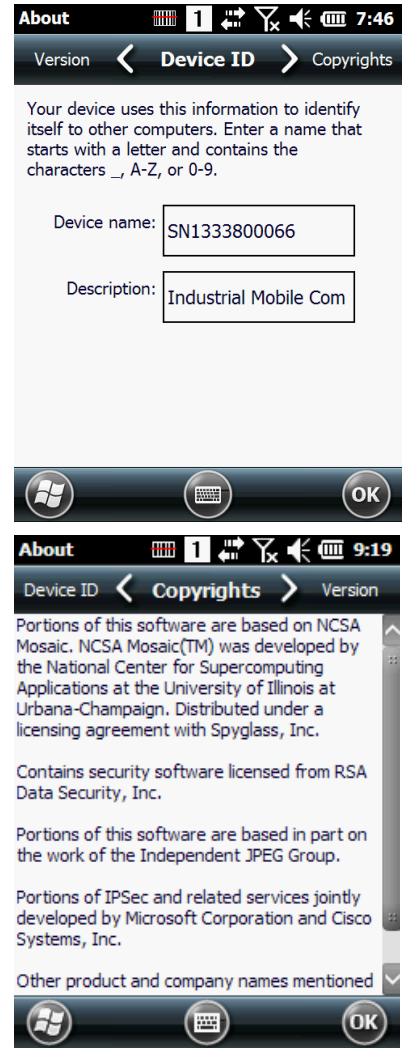 About 1 7:46
Version Device ID Copyrights
Your device uses this information to identify
itself to other computers. Enter a name that
starts with a letter and contains the
characters _, A-Z, or 0-9.
Device name: SN1333800066
Description: Industrial Mobile Com
OK
About 1 9:19
Device ID Copyrights Version
Portions of this software are based on NCSA
Mosaic. NCSA Mosaic(TM) was developed by
the National Center for Supercomputing
Applications at the University of Illinois at
Urbana-Champaign. Distributed under a
licensing agreement with Spyglass, Inc.
Contains security software licensed from RSA
Data Security, Inc.
Portions of this software are based in part on
the work of the Independent JPEG Group.
Portions of IPSec and related services jointly
developed by Microsoft Corporation and Cisco
Systems, Inc.
Other product and company names mentioned
OK